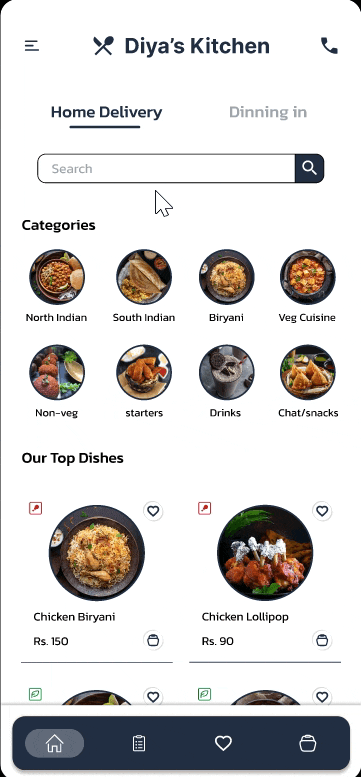 Diya's Kitchen
Home Delivery
Dinning in
Search
Categories
North Indian
South Indian
Biryani
Veg Cuisine
Non-veg
starters
Drinks
Chat/snacks
Our Top Dishes
Chicken Biryani
Chicken Lollipop
Rs. 150
Rs. 90